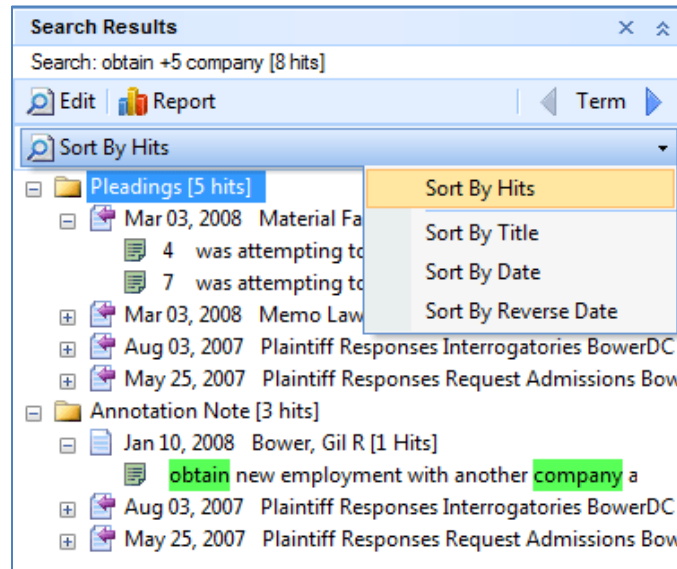 Search Results
Search: obtain +5 company [8 hits]
Edit Report Term
Sort By Hits
Pleadings [5 hits]
Sort By Hits
Mar 03, 2008 Material Fa
Sort By Title
4 was attempting to
Sort By Date
7 was attempting to
Sort By Reverse Date
Mar 03, 2008 Memo Law
Aug 03, 2007 Plaintiff Responses Interrogatories BowerDC
May 25, 2007 Plaintiff Responses Request Admissions Bow
Annotation Note [3 hits]
Jan 10, 2008 Bower, Gil R [1 Hits]
obtain new employment with another company a
Aug 03, 2007 Plaintiff Responses Interrogatories BowerDC
May 25, 2007 Plaintiff Responses Request Admissions Bow